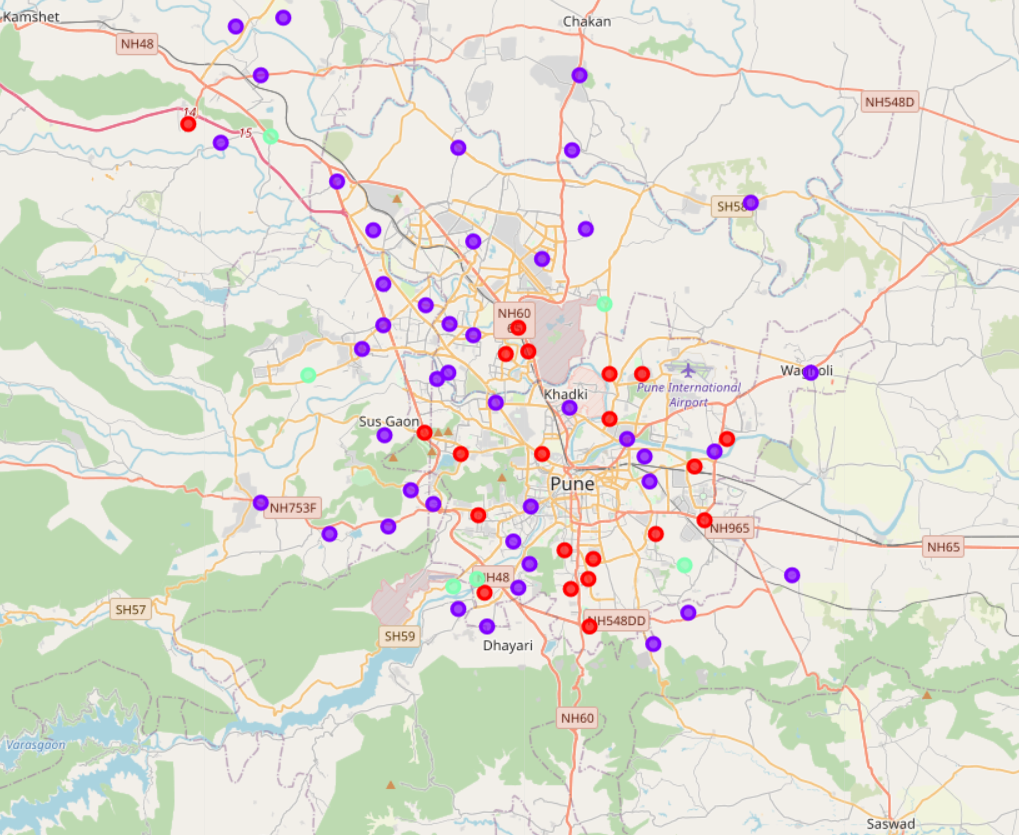 Kamshet
Chakan
NH48
NH548D
14
15
SH58
NH60
Khadki
Pune International
Airport
Sus Gaon
Pune
NH753F
NH965
NH65
NH48
SH57
SH59
NH548DD
Dhayari
NH60
Varasgaon
Saswad